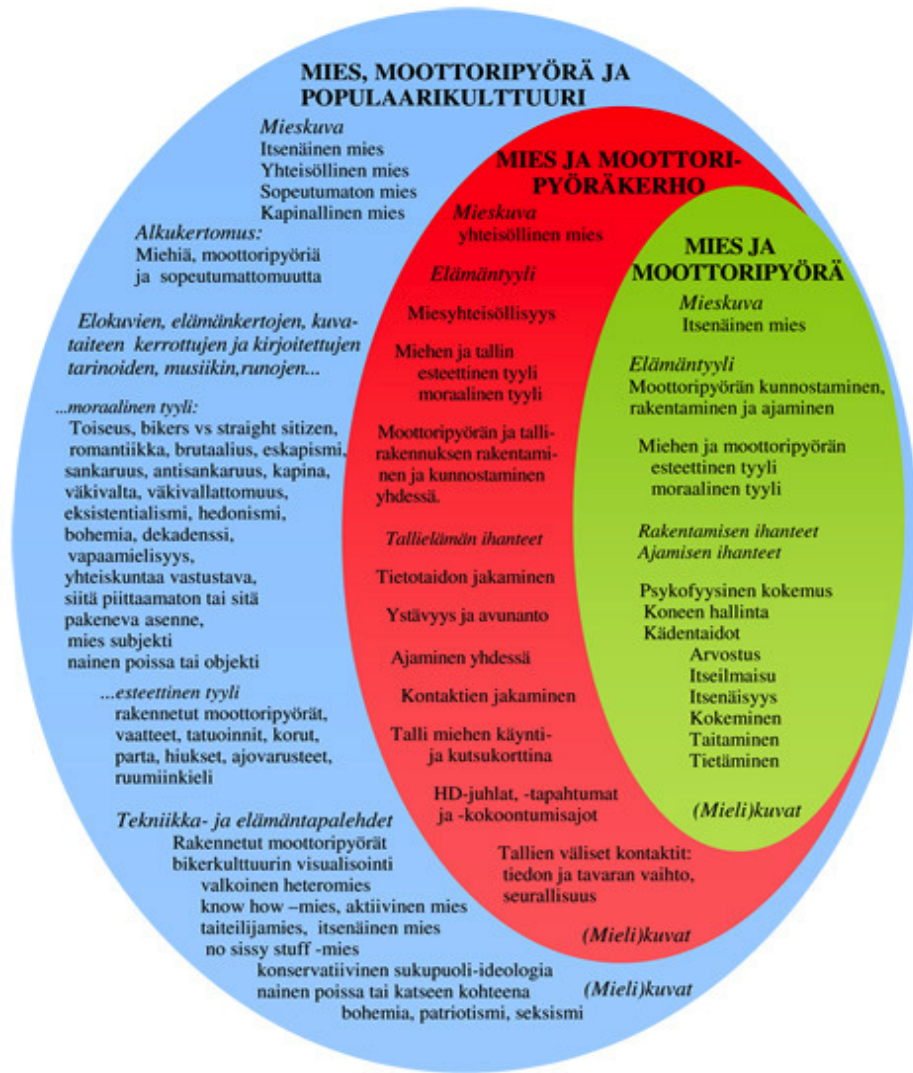 MIES, MOOTTORIPYÖRÄ JA
POPULAARIKULTTUURI
Mieskuva
Itsenäinen mies
Yhteisöllinen mies
Sopeutumaton mies
Kapinallinen mies
Alkukertomus:
Miehiä, moottoripyöriä
ja sopeutumattomuutta
Elokuvien, elämänkertojen, kuva-
taiteen kerrottujen ja kirjoitettujen
tarinoiden, musiikin,runojen...
...moraalinen tyyli:
Toiseus, bikers vs straight sitizen,
romantiikka, brutaalius, eskapismi,
sankaruus, antisankaruus, kapina,
väkivalta, väkivallattomuus,
eksistentialismi, hedonismi,
bohemia, dekadenssi,
vapaamielisyys,
yhteiskuntaa vastustava,
siitä piittaamaton tai sitä
pakeneva asenne,
mies subjekti
nainen poissa tai objekti
...esteettinen tyyli
rakennetut moottoripyörät,
vaatteet, tatuoinnit, korut,
parta, hiukset, ajovarusteet,
ruumiinkieli
Tekniikka- ja elämäntapalehdet
Rakennetut moottoripyörät
bikerkulttuurin visualisointi
valkoinen heteromies
know how –mies, aktiivinen mies
taiteilijamies, itsenäinen mies
no sissy stuff -mies
konservatiivinen sukupuoli-ideologia
nainen poissa tai katseen kohteena
bohemia, patriotismi, seksismi
(Mieli)kuvat
MIES JA MOOTTORI-
PYÖRÄKERHO
Mieskuva
yhteisöllinen mies
Elämäntyyli
Miesyhteisöllisyys
Miehen ja tallin
esteettinen tyyli
moraalinen tyyli
Moottoripyörän ja talli-
rakennuksen rakentami-
nen ja kunnostaminen
yhdessä.
Tallielämän ihanteet
Tietotaidon jakaminen
Ystävyys ja avunanto
Ajaminen yhdessä
Kontaktien jakaminen
Talli miehen käynti-
ja kutsukorttina
HD-juhlat, -tapahtumat
ja -kokoontumisajot
Tallien väliset kontaktit:
tiedon ja tavaran vaihto,
seurallisuus
(Mieli)kuvat
MIES JA
MOOTTORIPYÖRÄ
Mieskuva
Itsenäinen mies
Elämäntyyli
Moottoripyörän kunnostaminen,
rakentaminen ja ajaminen
Miehen ja moottoripyörän
esteettinen tyyli
moraalinen tyyli
Rakentamisen ihanteet
Ajamisen ihanteet
Psykofyysinen kokemus
Koneen hallinta
Kädentaidot
Arvostus
Itseilmaisu
Itsenäisyys
Kokeminen
Taitaminen
Tietäminen
(Mieli)kuvat